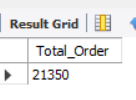 Result Grid
Total_Order
21350